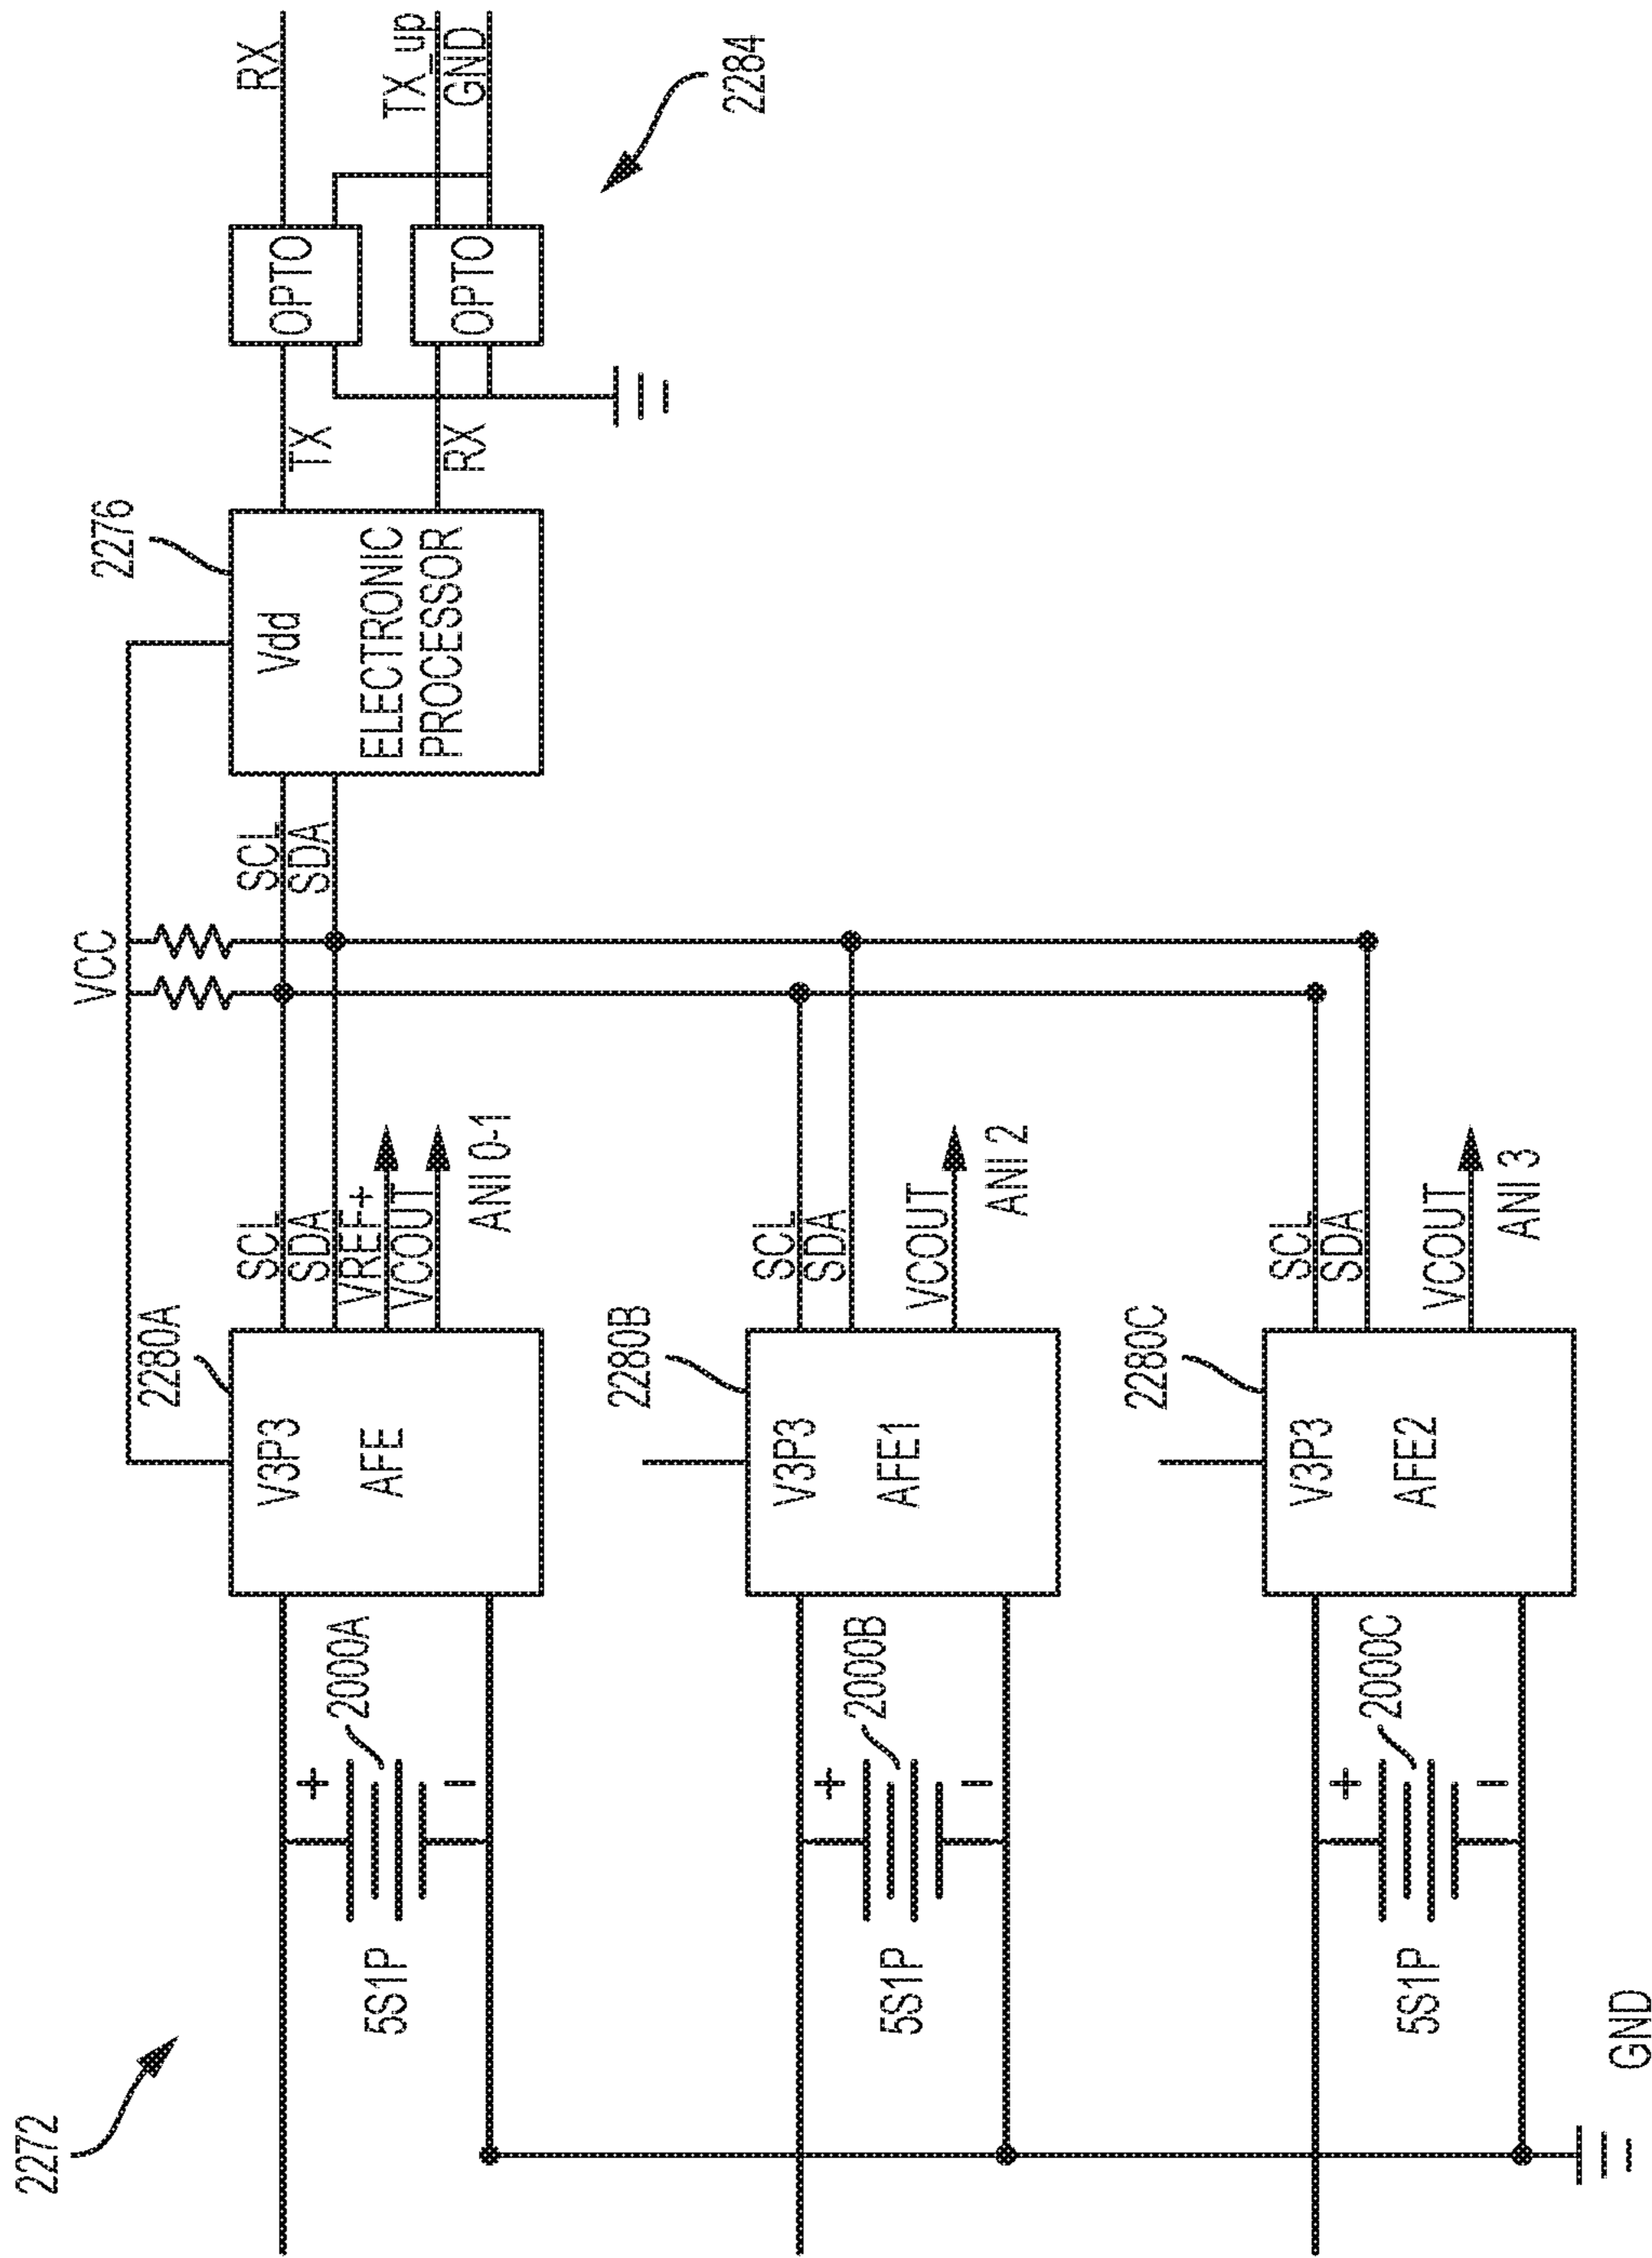 2272
2276
2284
VCC
RX
TX_up
GND
OPTO
OPTO
TX
RX
Vdd
ELECTRONIC
PROCESSOR
SCL
SDA
2280A
V3P3
AFE
SCL
SDA
VREF+
VCOUT
ANI 0-1
+
2000A
-
5S1P
2280B
V3P3
AFE1
SCL
SDA
VCOUT
ANI 2
+
2000B
-
5S1P
2280C
V3P3
AFE2
SCL
SDA
VCOUT
ANI 3
+
2000C
-
5S1P
GND